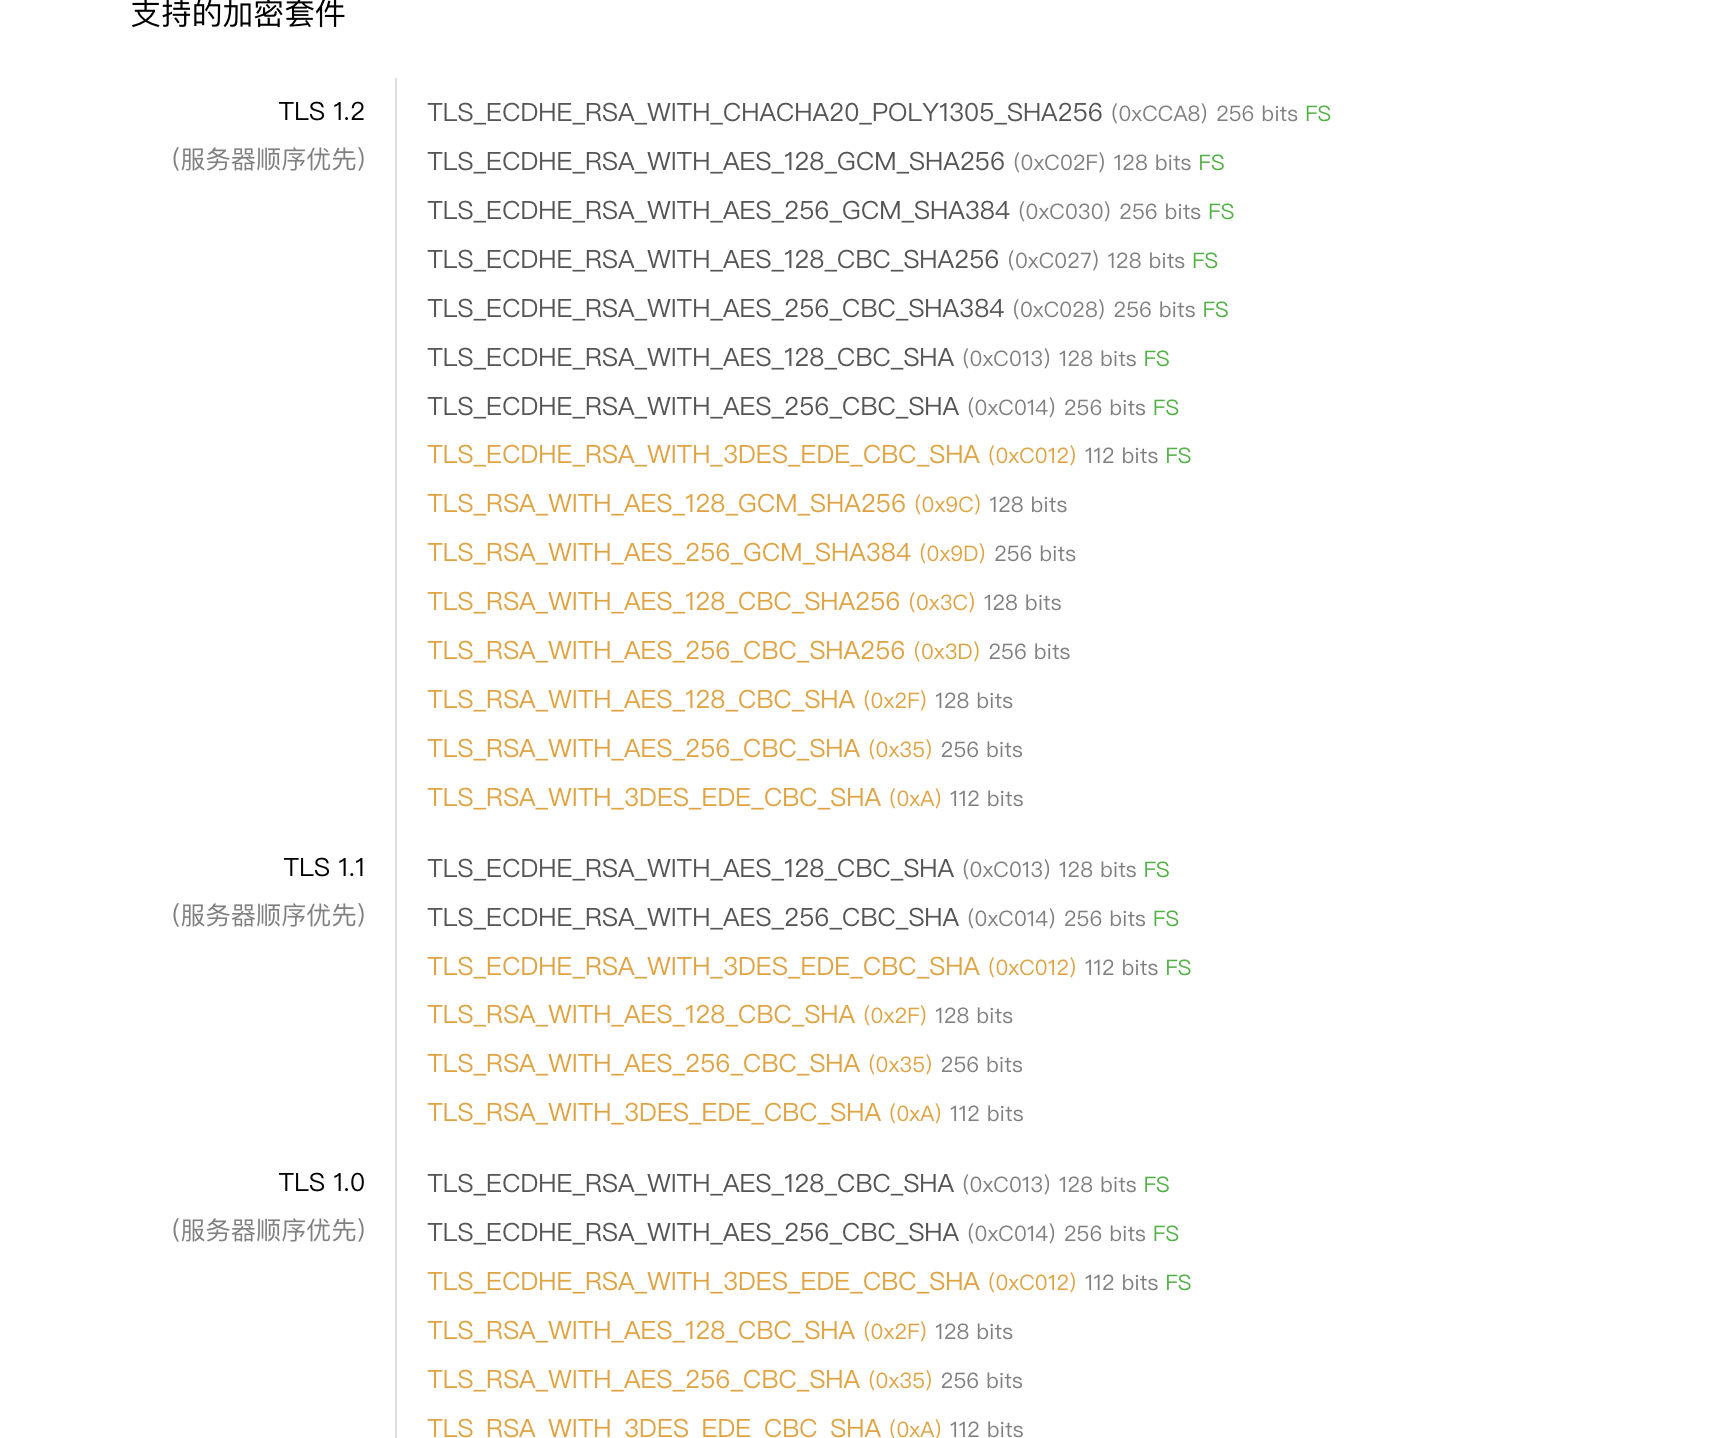 支持的加密套件
TLS 1.2
(服务器顺序优先)
TLS_ECDHE_RSA_WITH_CHACHA20_POLY1305_SHA256 (0xCCA8) 256 bits FS
TLS_ECDHE_RSA_WITH_AES_128_GCM_SHA256 (0xC02F) 128 bits FS
TLS_ECDHE_RSA_WITH_AES_256_GCM_SHA384 (0xC030) 256 bits FS
TLS_ECDHE_RSA_WITH_AES_128_CBC_SHA256 (0xC027) 128 bits FS
TLS_ECDHE_RSA_WITH_AES_256_CBC_SHA384 (0xC028) 256 bits FS
TLS_ECDHE_RSA_WITH_AES_128_CBC_SHA (0xC013) 128 bits FS
TLS_ECDHE_RSA_WITH_AES_256_CBC_SHA (0xC014) 256 bits FS
TLS_ECDHE_RSA_WITH_3DES_EDE_CBC_SHA (0xC012) 112 bits FS
TLS_RSA_WITH_AES_128_GCM_SHA256 (0x9C) 128 bits
TLS_RSA_WITH_AES_256_GCM_SHA384 (0x9D) 256 bits
TLS_RSA_WITH_AES_128_CBC_SHA256 (0x3C) 128 bits
TLS_RSA_WITH_AES_256_CBC_SHA256 (0x3D) 256 bits
TLS_RSA_WITH_AES_128_CBC_SHA (0x2F) 128 bits
TLS_RSA_WITH_AES_256_CBC_SHA (0x35) 256 bits
TLS_RSA_WITH_3DES_EDE_CBC_SHA (0xA) 112 bits
TLS 1.1
(服务器顺序优先)
TLS_ECDHE_RSA_WITH_AES_128_CBC_SHA (0xC013) 128 bits FS
TLS_ECDHE_RSA_WITH_AES_256_CBC_SHA (0xC014) 256 bits FS
TLS_ECDHE_RSA_WITH_3DES_EDE_CBC_SHA (0xC012) 112 bits FS
TLS_RSA_WITH_AES_128_CBC_SHA (0x2F) 128 bits
TLS_RSA_WITH_AES_256_CBC_SHA (0x35) 256 bits
TLS_RSA_WITH_3DES_EDE_CBC_SHA (0xA) 112 bits
TLS 1.0
(服务器顺序优先)
TLS_ECDHE_RSA_WITH_AES_128_CBC_SHA (0xC013) 128 bits FS
TLS_ECDHE_RSA_WITH_AES_256_CBC_SHA (0xC014) 256 bits FS
TLS_ECDHE_RSA_WITH_3DES_EDE_CBC_SHA (0xC012) 112 bits FS
TLS_RSA_WITH_AES_128_CBC_SHA (0x2F) 128 bits
TLS_RSA_WITH_AES_256_CBC_SHA (0x35) 256 bits
TLS_RSA_WITH_3DES_EDE_CBC_SHA (0xA) 112 bits